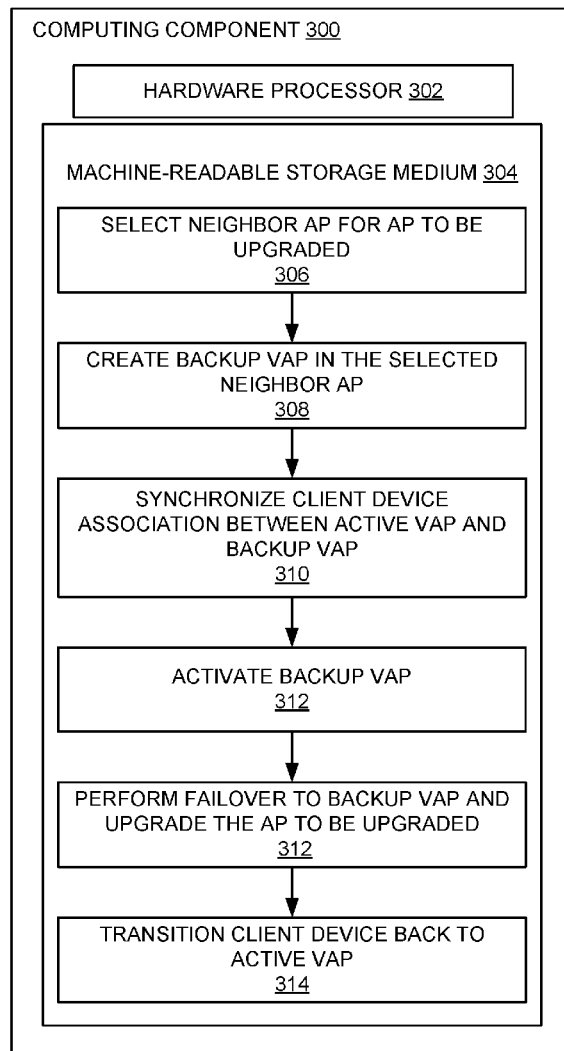 COMPUTING COMPONENT 300
HARDWARE PROCESSOR 302
MACHINE-READABLE STORAGE MEDIUM 304
SELECT NEIGHBOR AP FOR AP TO BE
UPGRADED
306
CREATE BACKUP VAP IN THE SELECTED
NEIGHBOR AP
308
SYNCHRONIZE CLIENT DEVICE
ASSOCIATION BETWEEN ACTIVE VAP AND
BACKUP VAP
310
ACTIVATE BACKUP VAP
312
PERFORM FAILOVER TO BACKUP VAP AND
UPGRADE THE AP TO BE UPGRADED
312
TRANSITION CLIENT DEVICE BACK TO
ACTIVE VAP
314